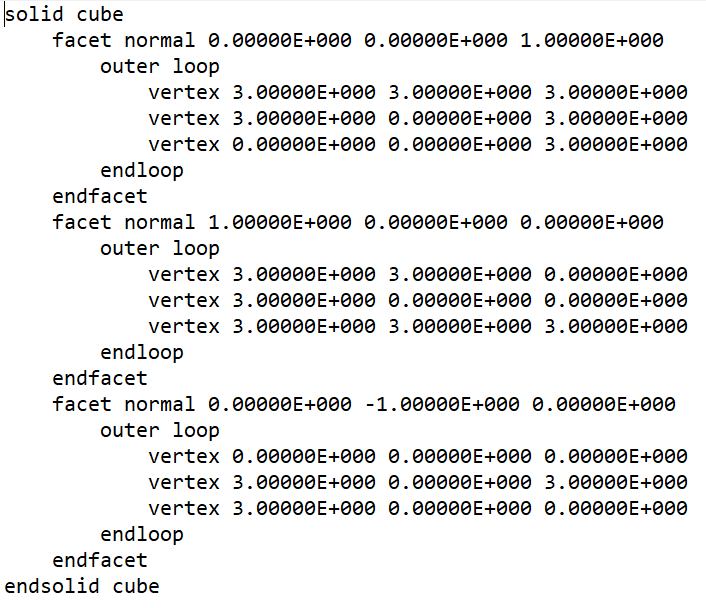 solid cube
facet normal 0.00000E+000 0.00000E+000 1.00000E+000
outer loop
vertex 3.00000E+000 3.00000E+000 3.00000E+000
vertex 3.00000E+000 0.00000E+000 3.00000E+000
vertex 0.00000E+000 0.00000E+000 3.00000E+000
endloop
endfacet
facet normal 1.00000E+000 0.00000E+000 0.00000E+000
outer loop
vertex 3.00000E+000 3.00000E+000 0.00000E+000
vertex 3.00000E+000 0.00000E+000 0.00000E+000
vertex 3.00000E+000 3.00000E+000 3.00000E+000
endloop
endfacet
facet normal 0.00000E+000 -1.00000E+000 0.00000E+000
outer loop
vertex 0.00000E+000 0.00000E+000 0.00000E+000
vertex 3.00000E+000 0.00000E+000 3.00000E+000
vertex 3.00000E+000 0.00000E+000 0.00000E+000
endloop
endfacet
endsolid cube